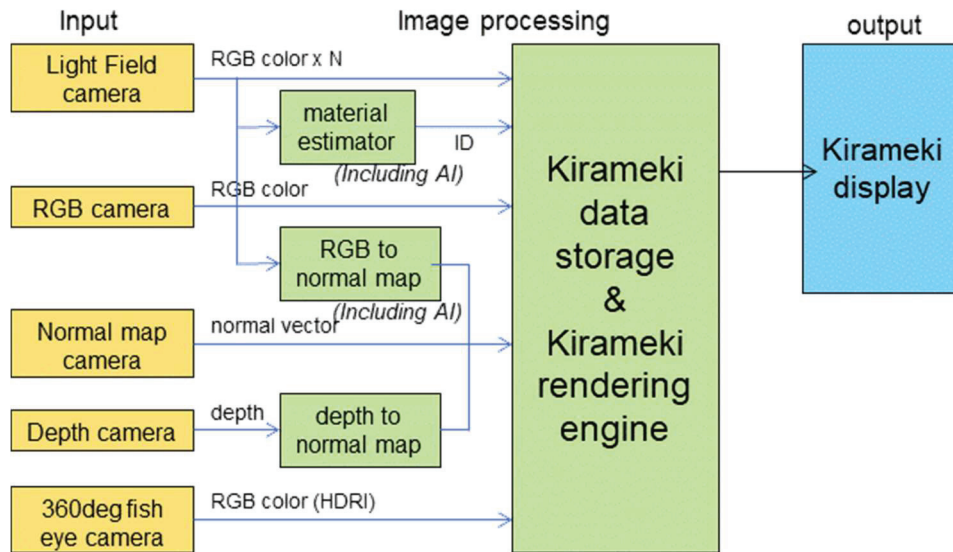 Input
Image processing
output
Light Field
camera
RGB color x N
material
estimator
ID
(Including AI)
RGB camera
RGB color
RGB to
normal map
(Including AI)
Normal map
camera
normal vector
Depth camera
depth
depth to
normal map
360deg fish
eye camera
RGB color (HDRI)
Kirameki
data
storage
&
Kirameki
rendering
engine
Kirameki
display